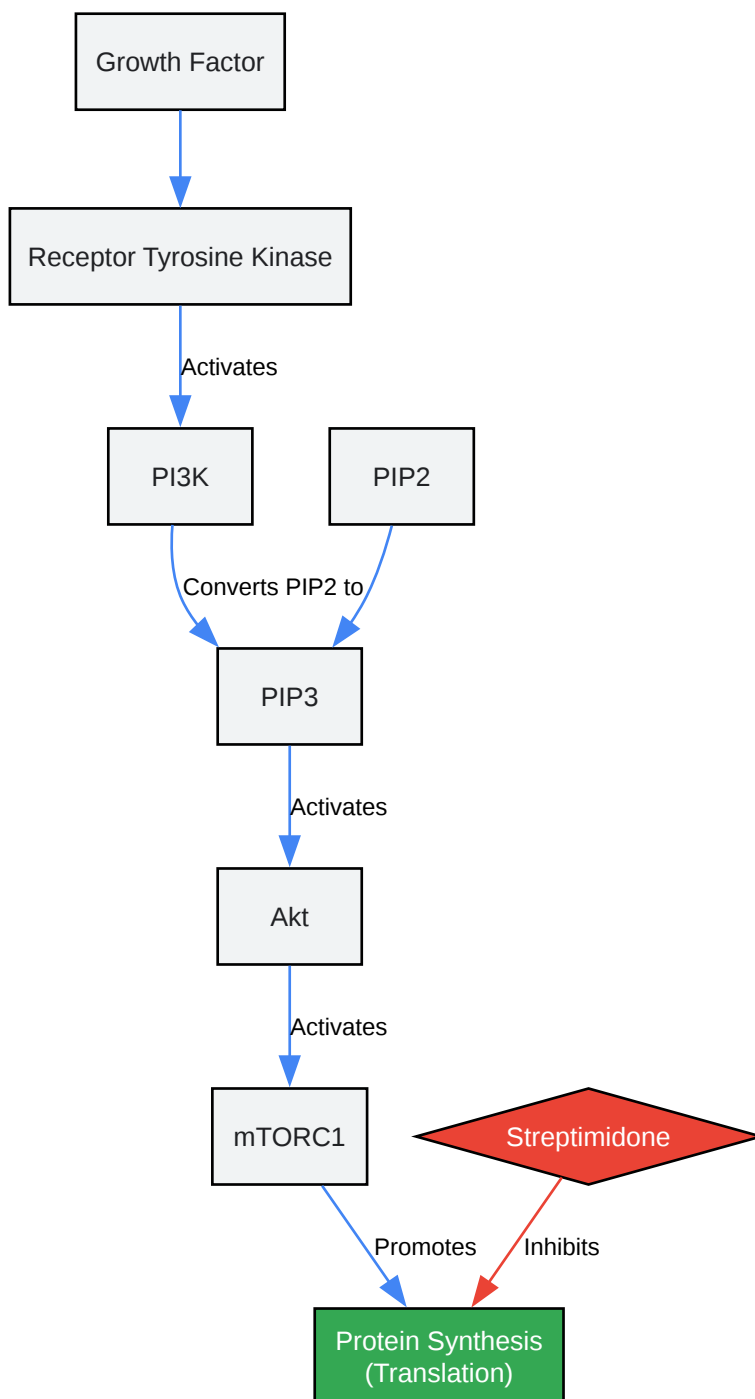 Growth Factor
Receptor Tyrosine Kinase
Activates
PI3K
PIP2
Converts PIP2 to
PIP3
Activates
Akt
Activates
mTORC1
Streptimidone
Promotes
Inhibits
Protein Synthesis
(Translation)